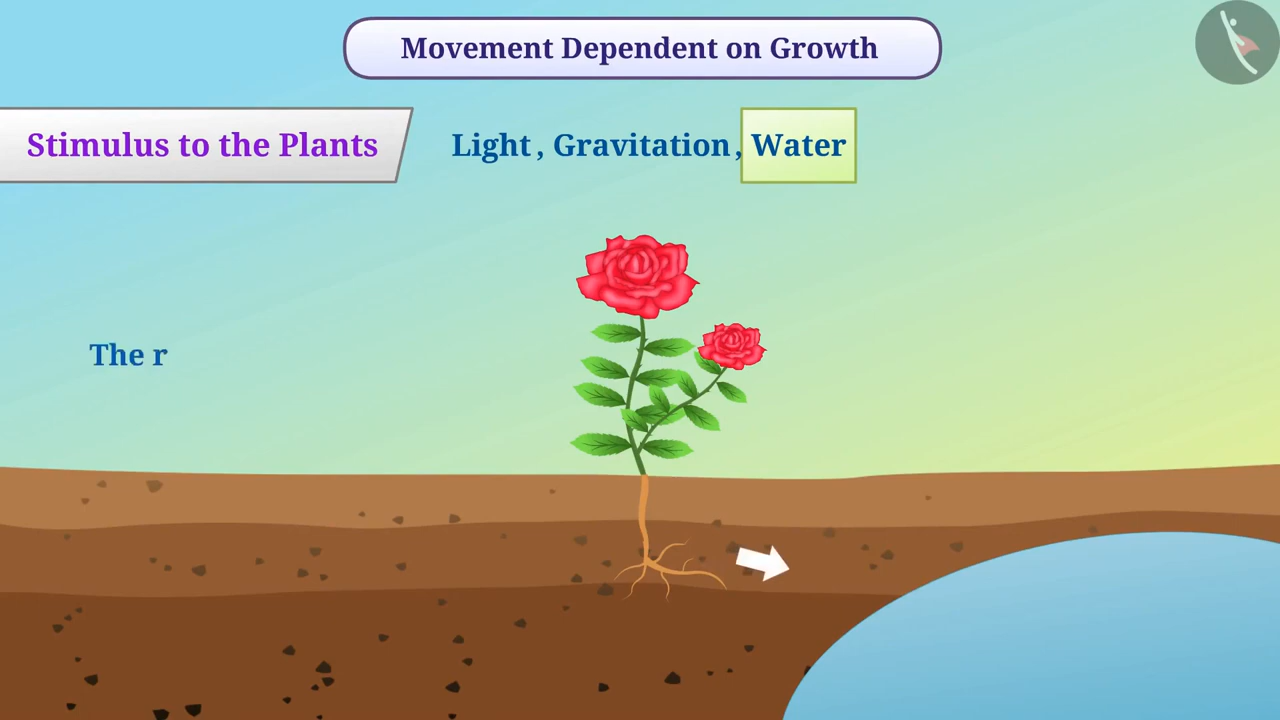 Movement Dependent on Growth
Stimulus to the Plants
Light, Gravitation, Water
The r